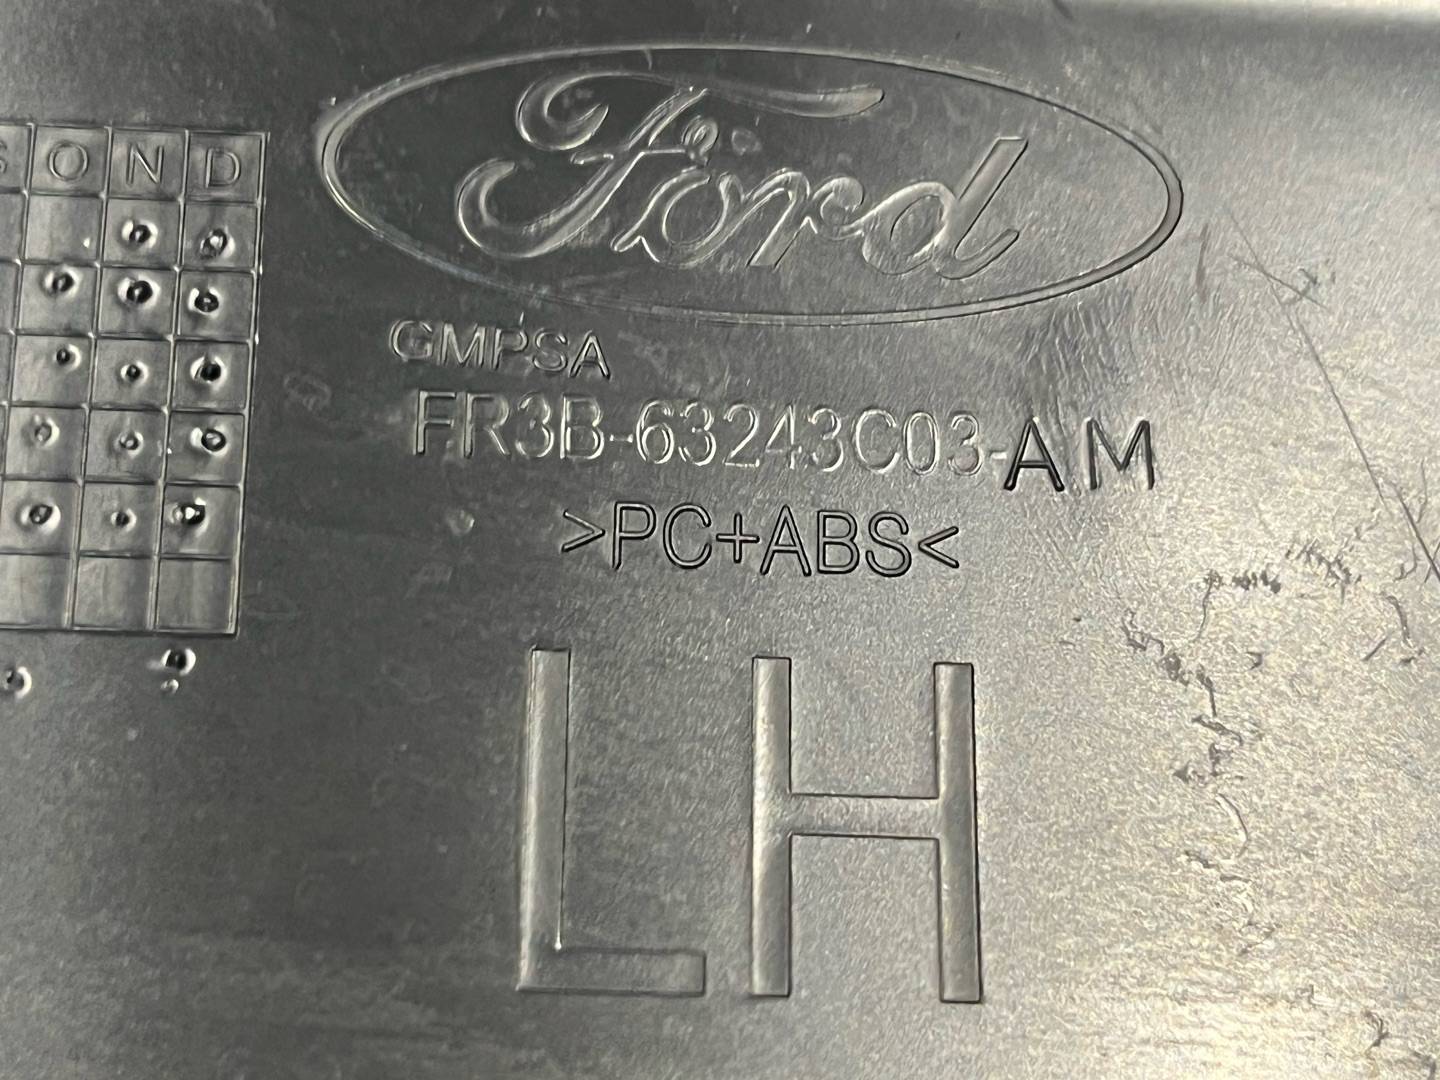 Ford
S O N D
GMPSA
FR3B-63243C03-AM
>PC+ABS<
LH